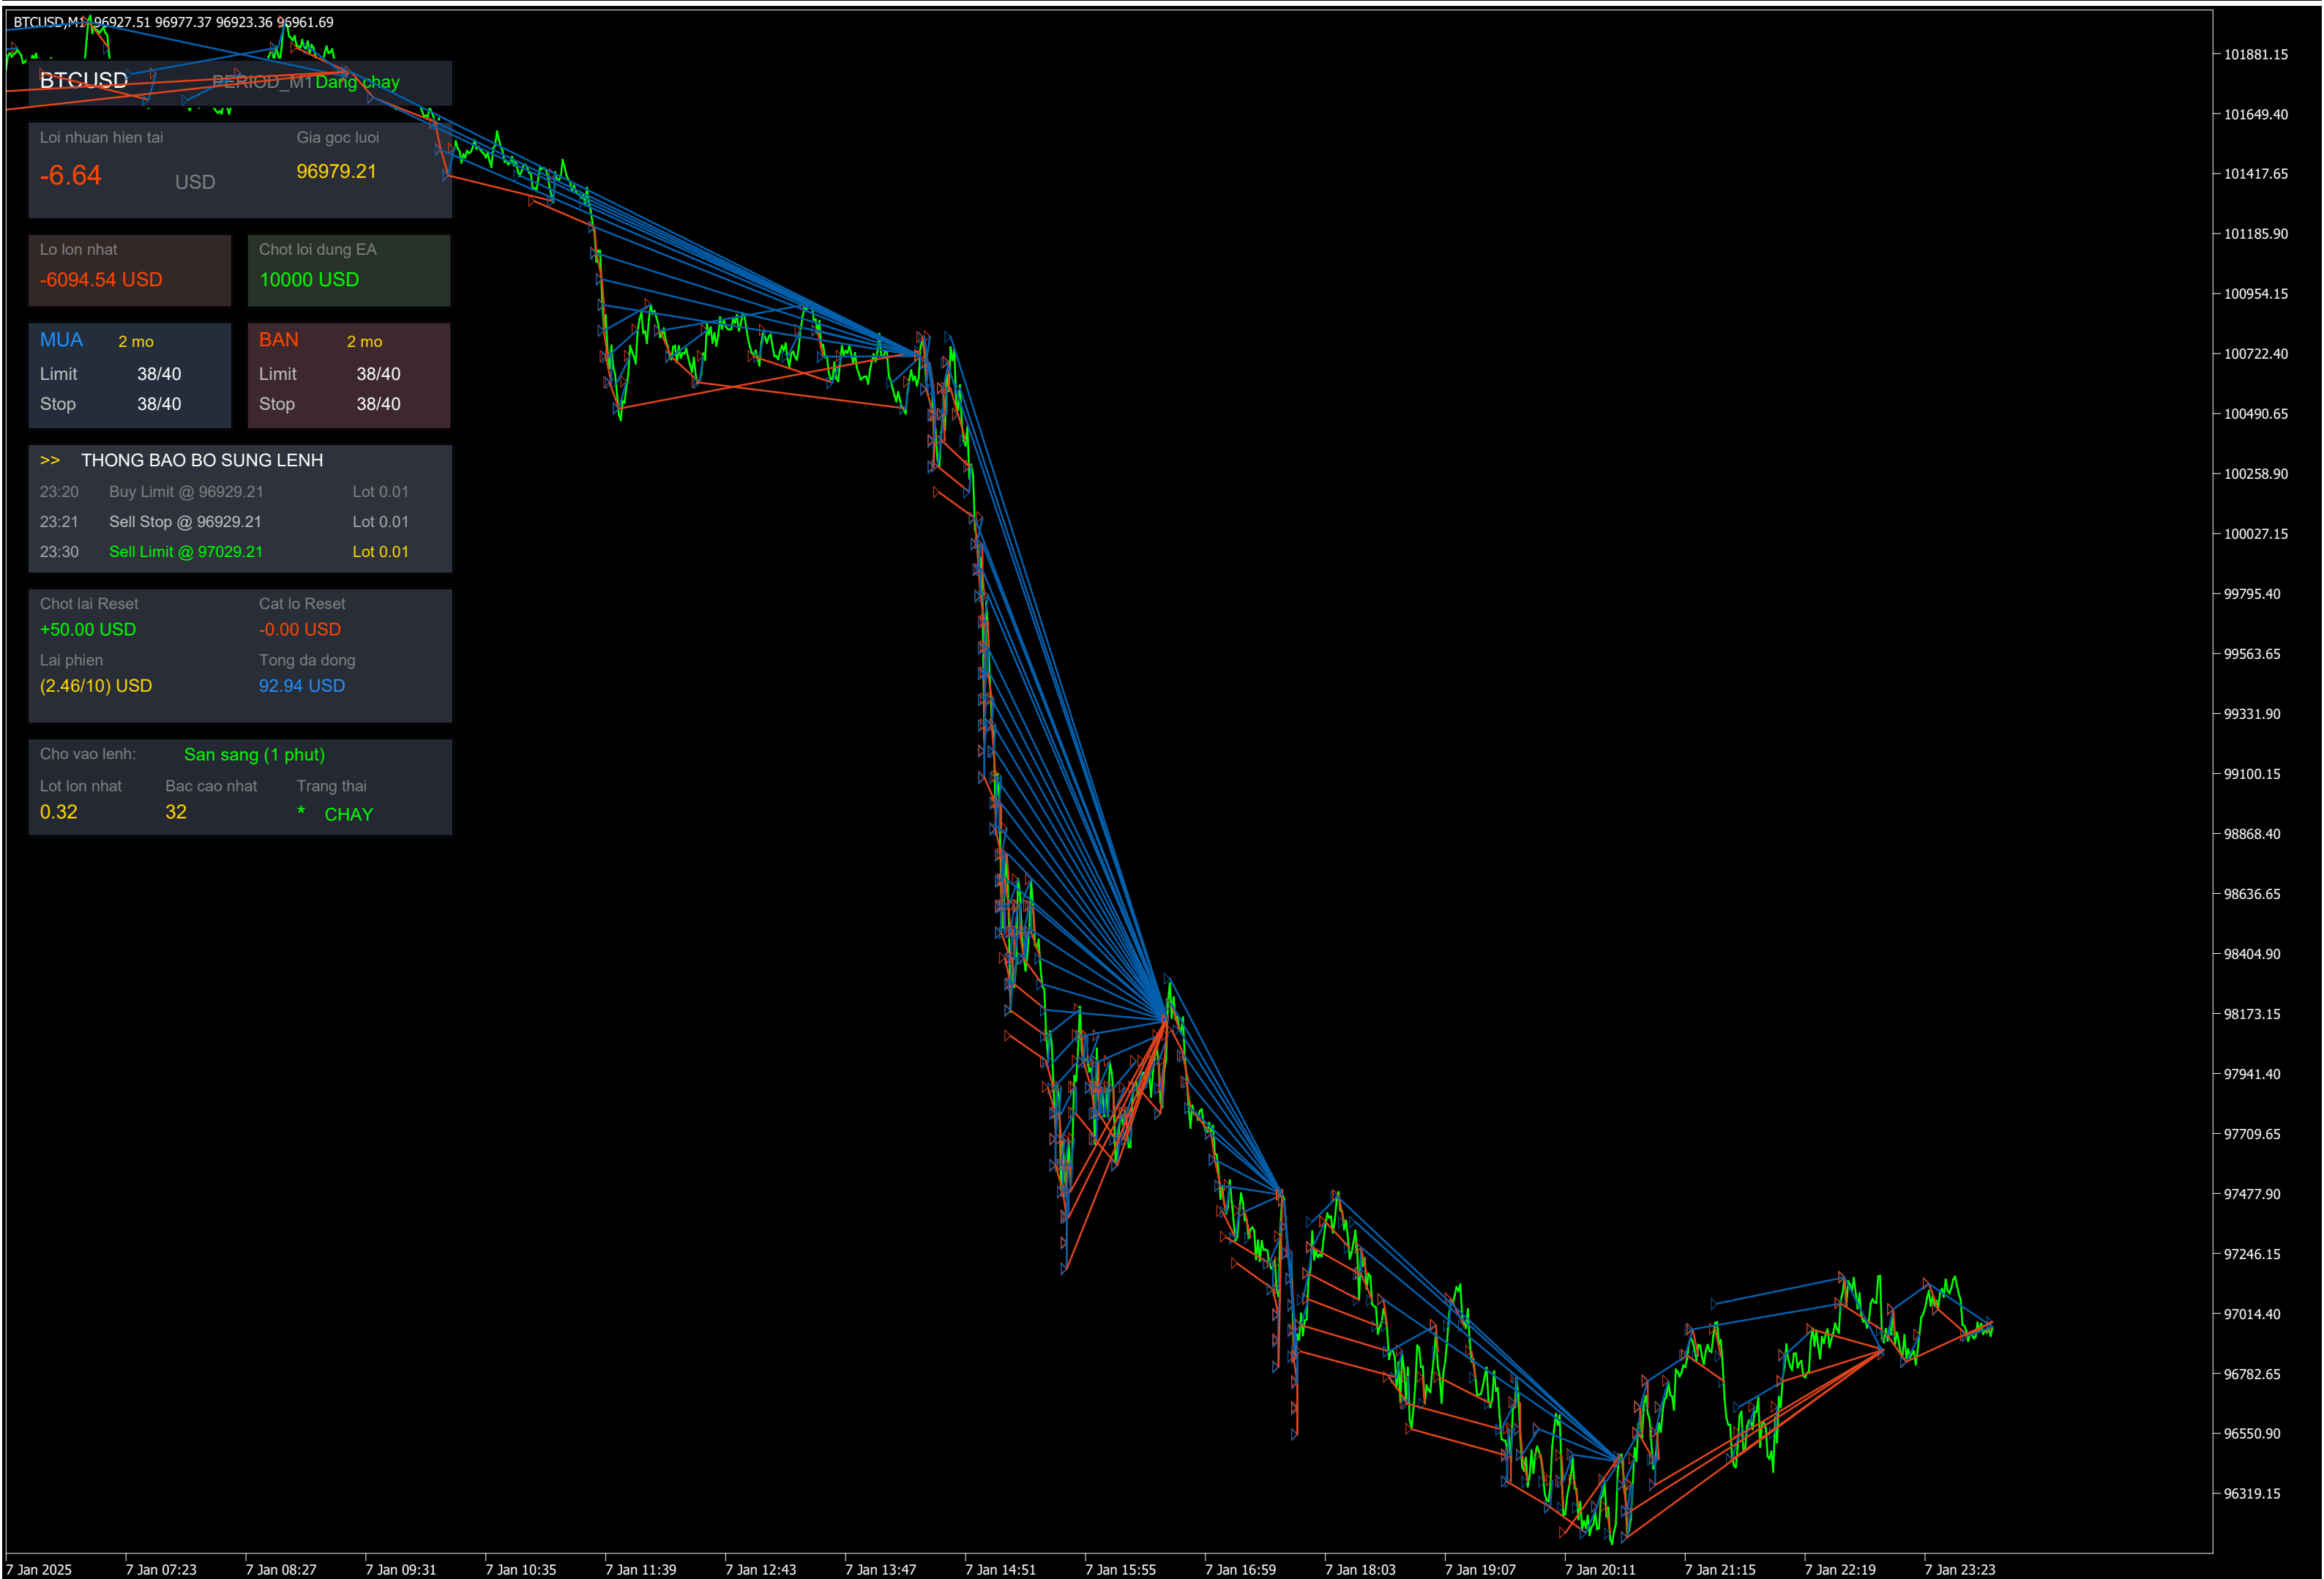 BTCUSD,M1 96927.51 96977.37 96923.36 96961.69
BTCUSD PERIOD_M1 Dang chay
Loi nhuan hien tai Gia goc luoi
-6.64 USD 96979.21
Lo lon nhat Chot loi dung EA
-6094.54 USD 10000 USD
MUA 2 mo BAN 2 mo
Limit 38/40 Limit 38/40
Stop 38/40 Stop 38/40
>> THONG BAO BO SUNG LENH
23:20 Buy Limit @ 96929.21 Lot 0.01
23:21 Sell Stop @ 96929.21 Lot 0.01
23:30 Sell Limit @ 97029.21 Lot 0.01
Chot lai Reset Cat lo Reset
+50.00 USD -0.00 USD
Lai phien Tong da dong
(2.46/10) USD 92.94 USD
Cho vao lenh: San sang (1 phut)
Lot lon nhat Bac cao nhat Trang thai
0.32 32 * CHAY
101881.15
101649.40
101417.65
101185.90
100954.15
100722.40
100490.65
100258.90
100027.15
99795.40
99563.65
99331.90
99100.15
98868.40
98636.65
98404.90
98173.15
97941.40
97709.65
97477.90
97246.15
97014.40
96782.65
96550.90
96319.15
7 Jan 2025 7 Jan 07:23 7 Jan 08:27 7 Jan 09:31 7 Jan 10:35 7 Jan 11:39 7 Jan 12:43 7 Jan 13:47 7 Jan 14:51 7 Jan 15:55 7 Jan 16:59 7 Jan 18:03 7 Jan 19:07 7 Jan 20:11 7 Jan 21:15 7 Jan 22:19 7 Jan 23:23